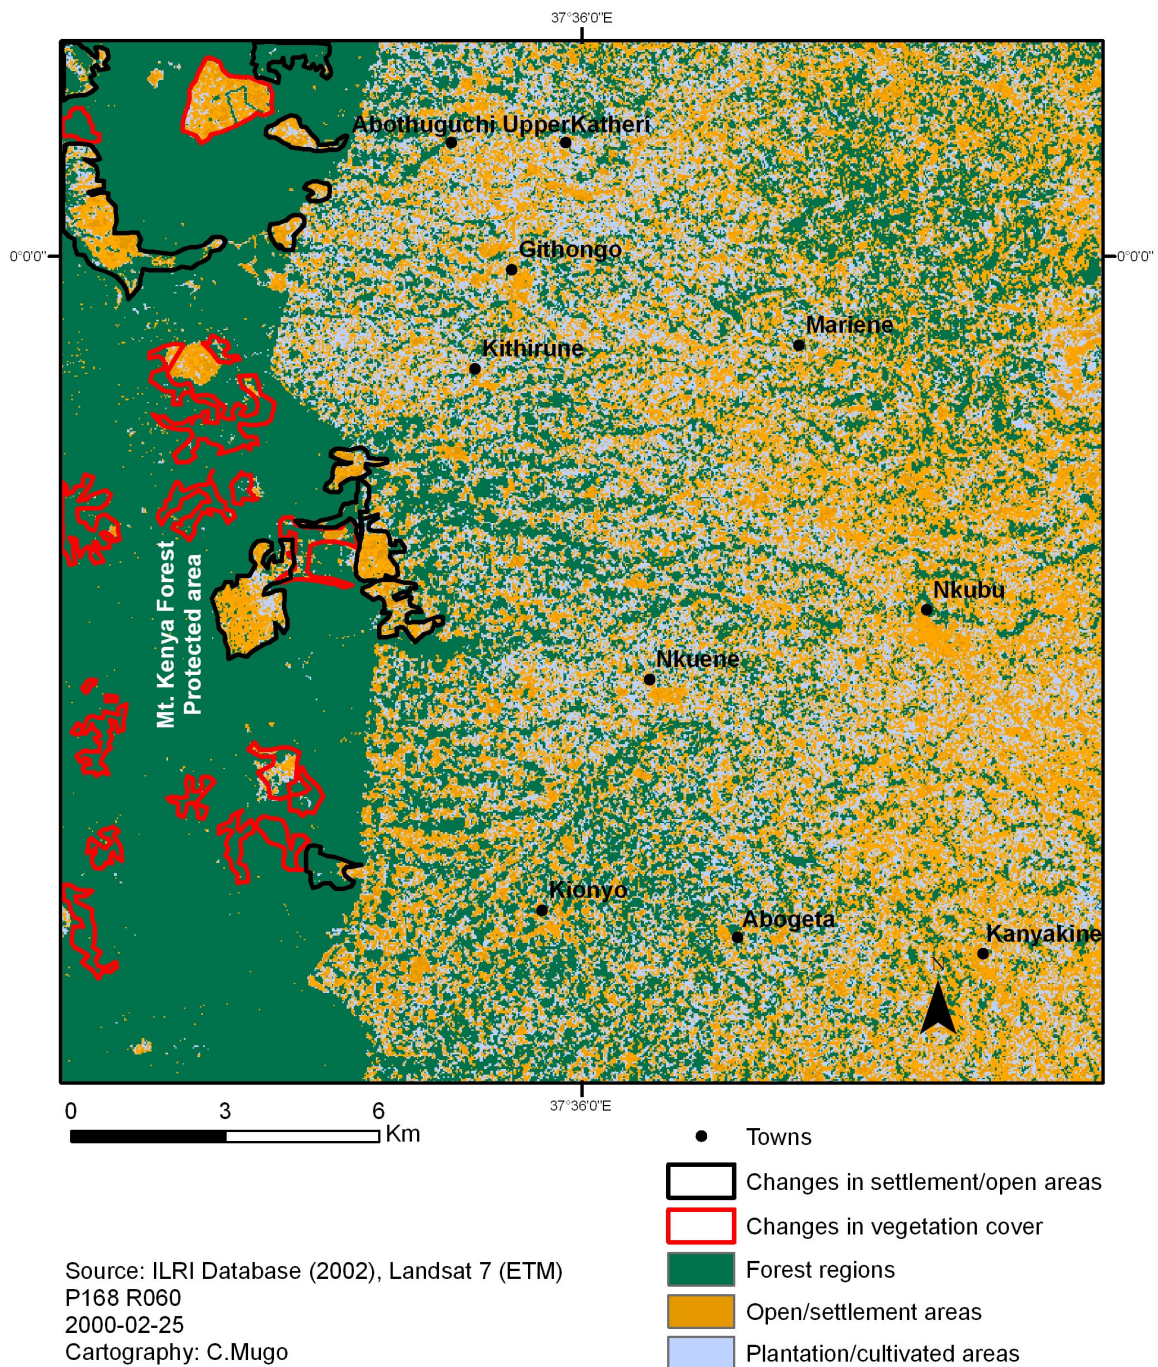 37°36'0"E
Abothuguchi Upper Katheri
Githongo
0°0'0"
0°0'0"
Mariene
Kithirune
Mt. Kenya Forest
Protected area
Nkubu
Nkuene
Kionyo
Abogeta
Kanyakine
N
0 3 6
Km
37°36'0"E
Towns
Changes in settlement/open areas
Changes in vegetation cover
Forest regions
Open/settlement areas
Plantation/cultivated areas
Source: ILRI Database (2002), Landsat 7 (ETM)
P168 R060
2000-02-25
Cartography: C.Mugo